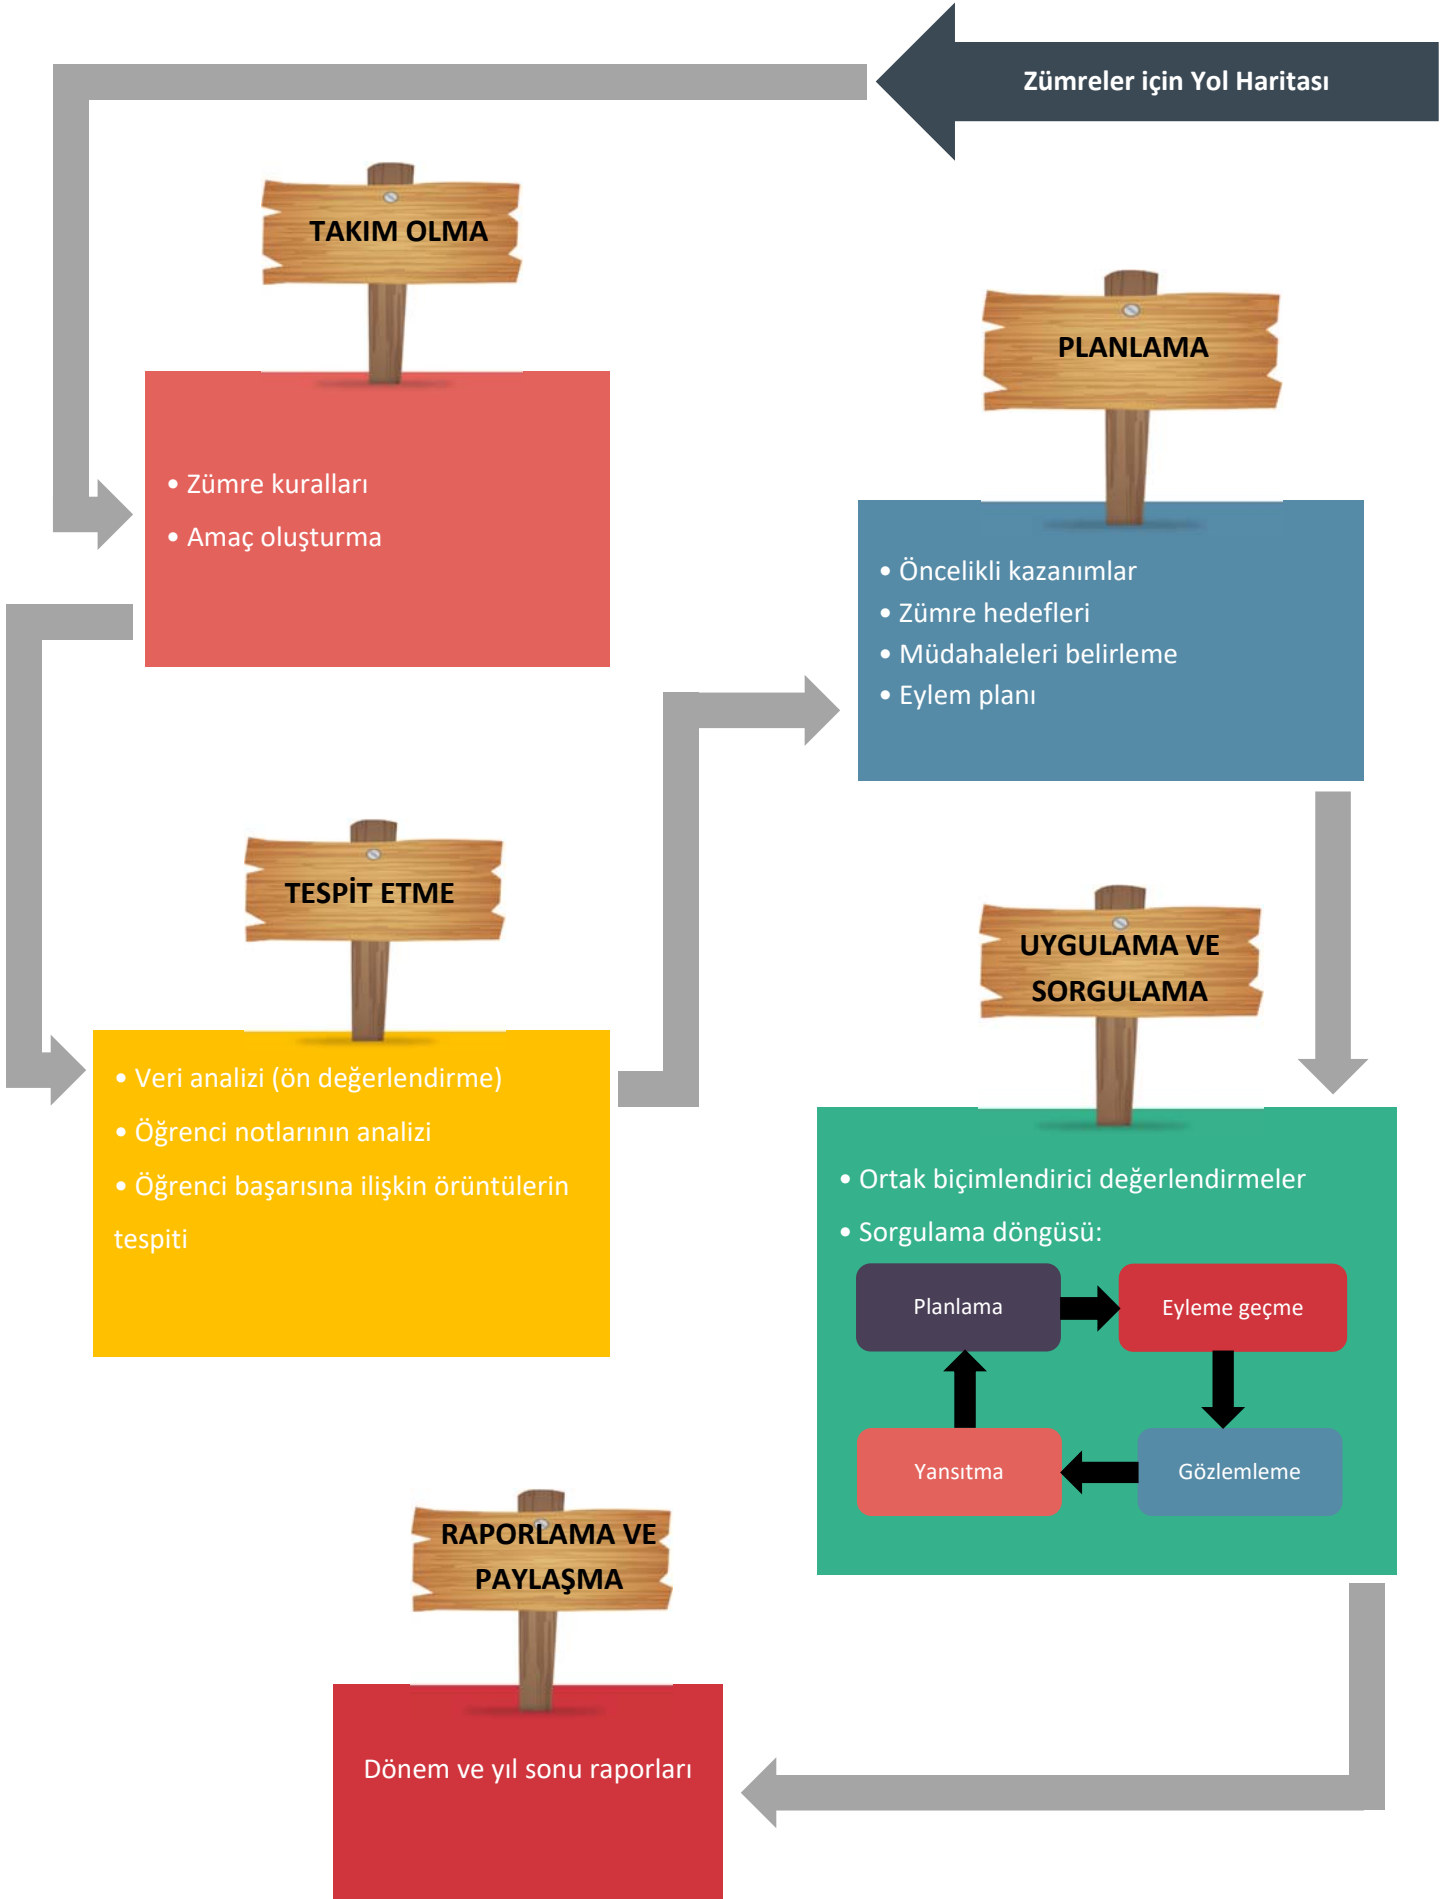 Zümreler için Yol Haritası
TAKIM OLMA
• Zümre kuralları
• Amaç oluşturma
TESPİT ETME
• Veri analizi (ön değerlendirme)
• Öğrenci notlarının analizi
• Öğrenci başarısına ilişkin örüntülerin
tespiti
PLANLAMA
• Öncelikli kazanımlar
• Zümre hedefleri
• Müdahaleleri belirleme
• Eylem planı
UYGULAMA VE
SORGULAMA
• Ortak biçimlendirici değerlendirmeler
• Sorgulama döngüsü:
Planlama
Eyleme geçme
Gözlemleme
Yansıtma
RAPORLAMA VE
PAYLAŞMA
Dönem ve yıl sonu raporları